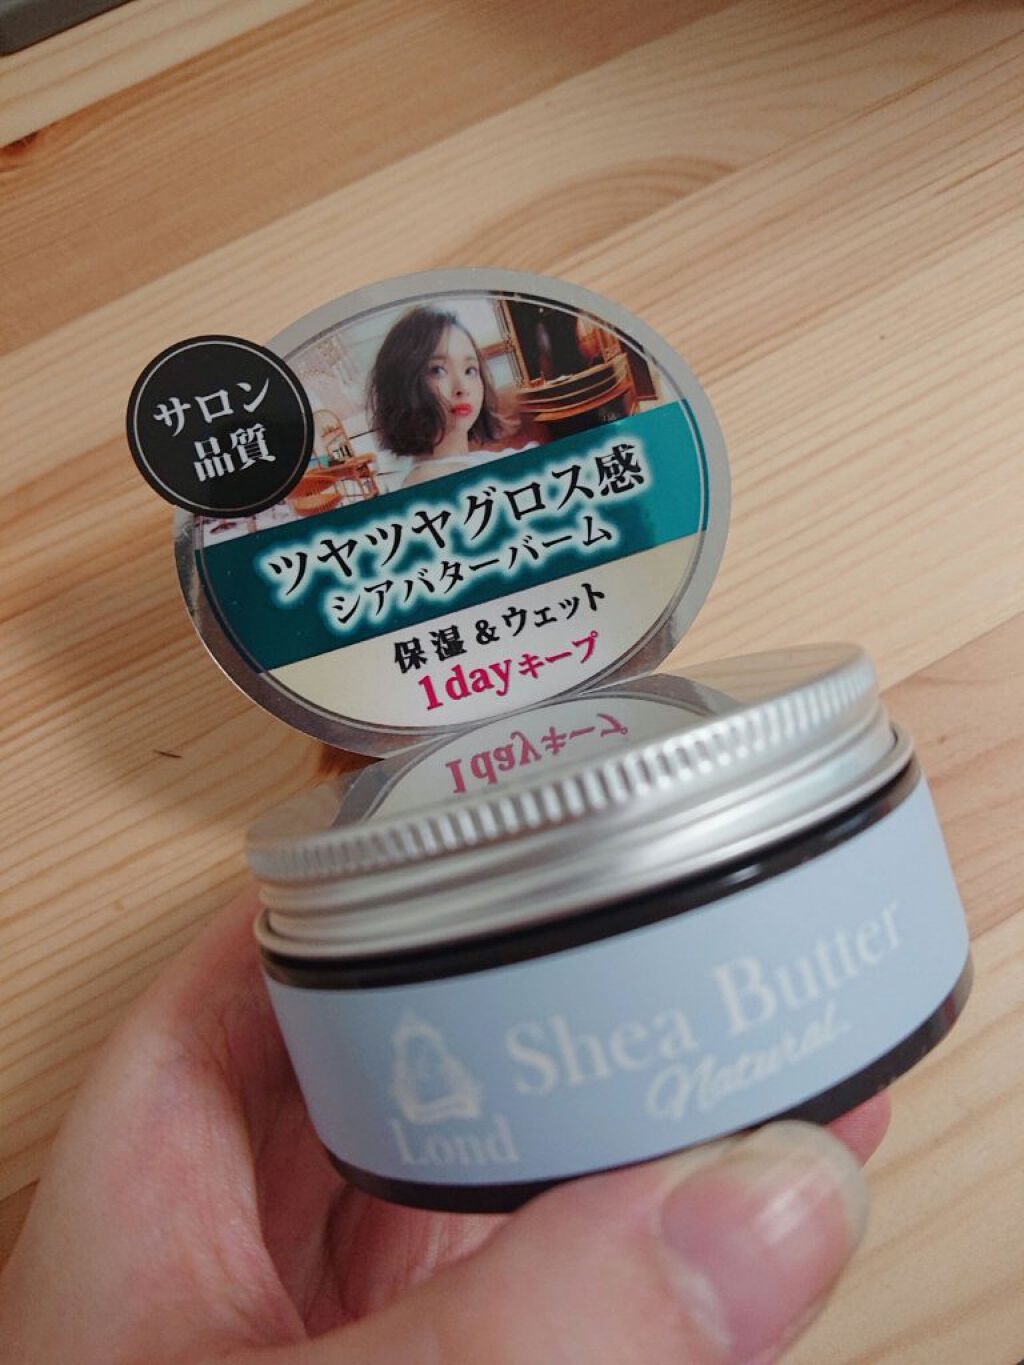 サロン
品質
ツヤツヤグロス感
シアバターバーム
保湿&ウェット
1dayキープ
1dayキープ
Shea Butter
Natural
Lond